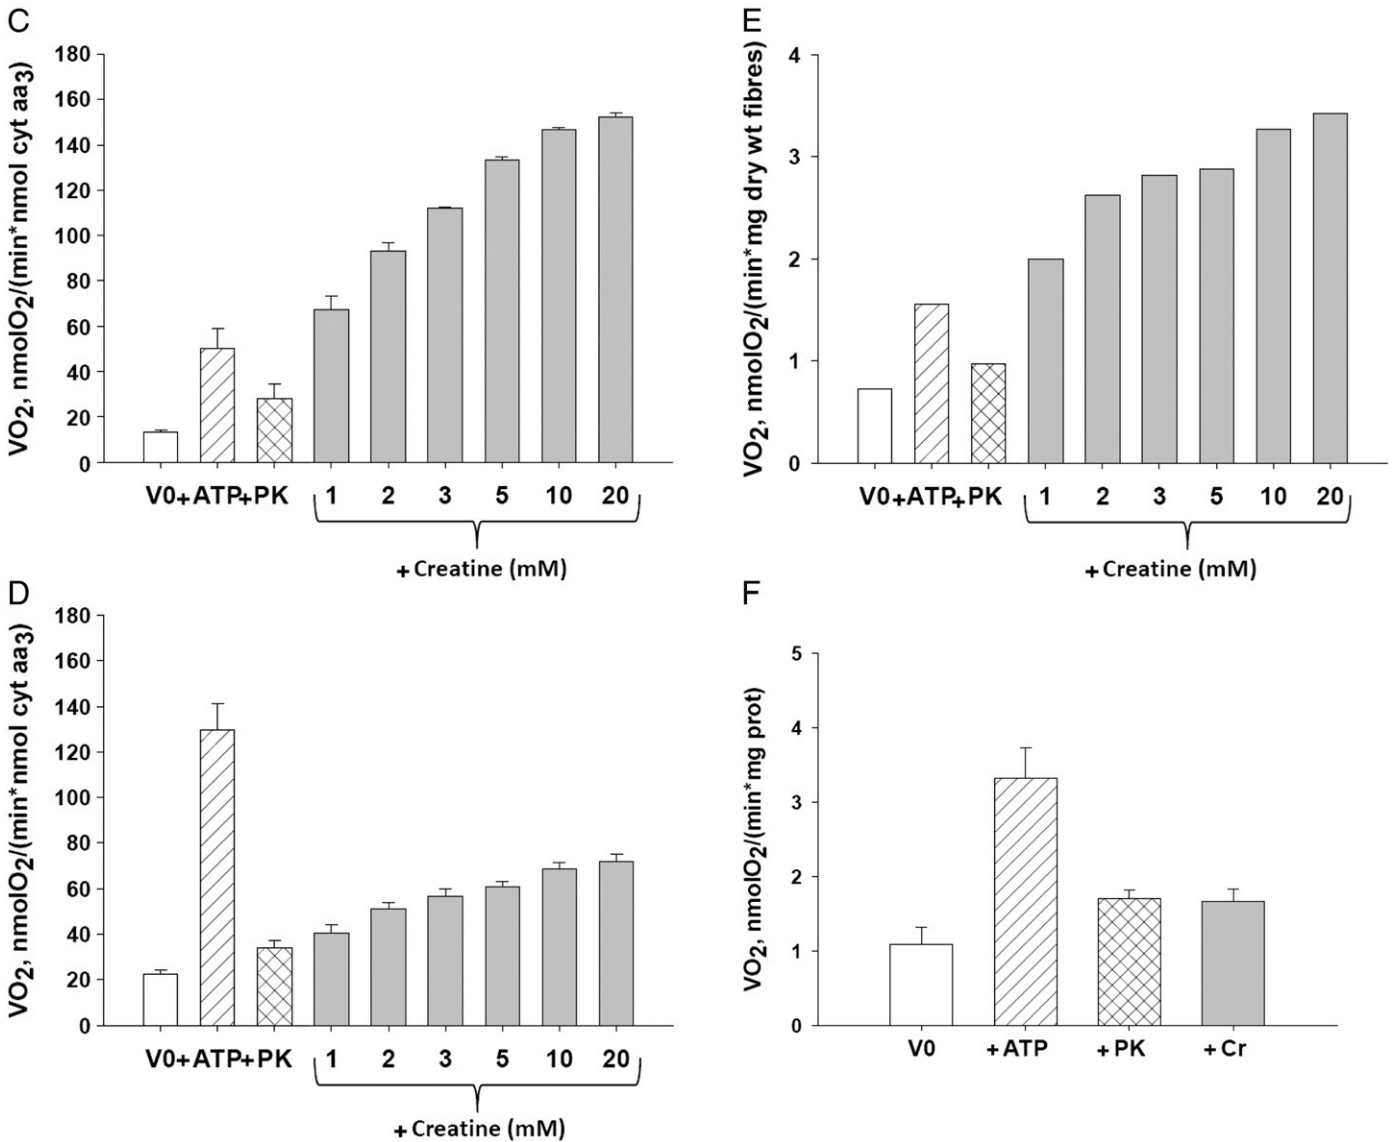 C
VO2, nmolO2/(min*nmol cyt aa3)
180
160
140
120
100
80
60
40
20
0
V0+ATP+PK 1 2 3 5 10 20
+ Creatine (mM)
E
VO2, nmolO2/(min*mg dry wt fibres)
4
3
2
1
0
V0+ATP+PK 1 2 3 5 10 20
+ Creatine (mM)
D
VO2, nmolO2/(min*nmol cyt aa3)
180
160
140
120
100
80
60
40
20
0
V0+ATP+PK 1 2 3 5 10 20
+ Creatine (mM)
F
VO2, nmolO2/(min*mg prot)
5
4
3
2
1
0
V0 +ATP +PK +Cr